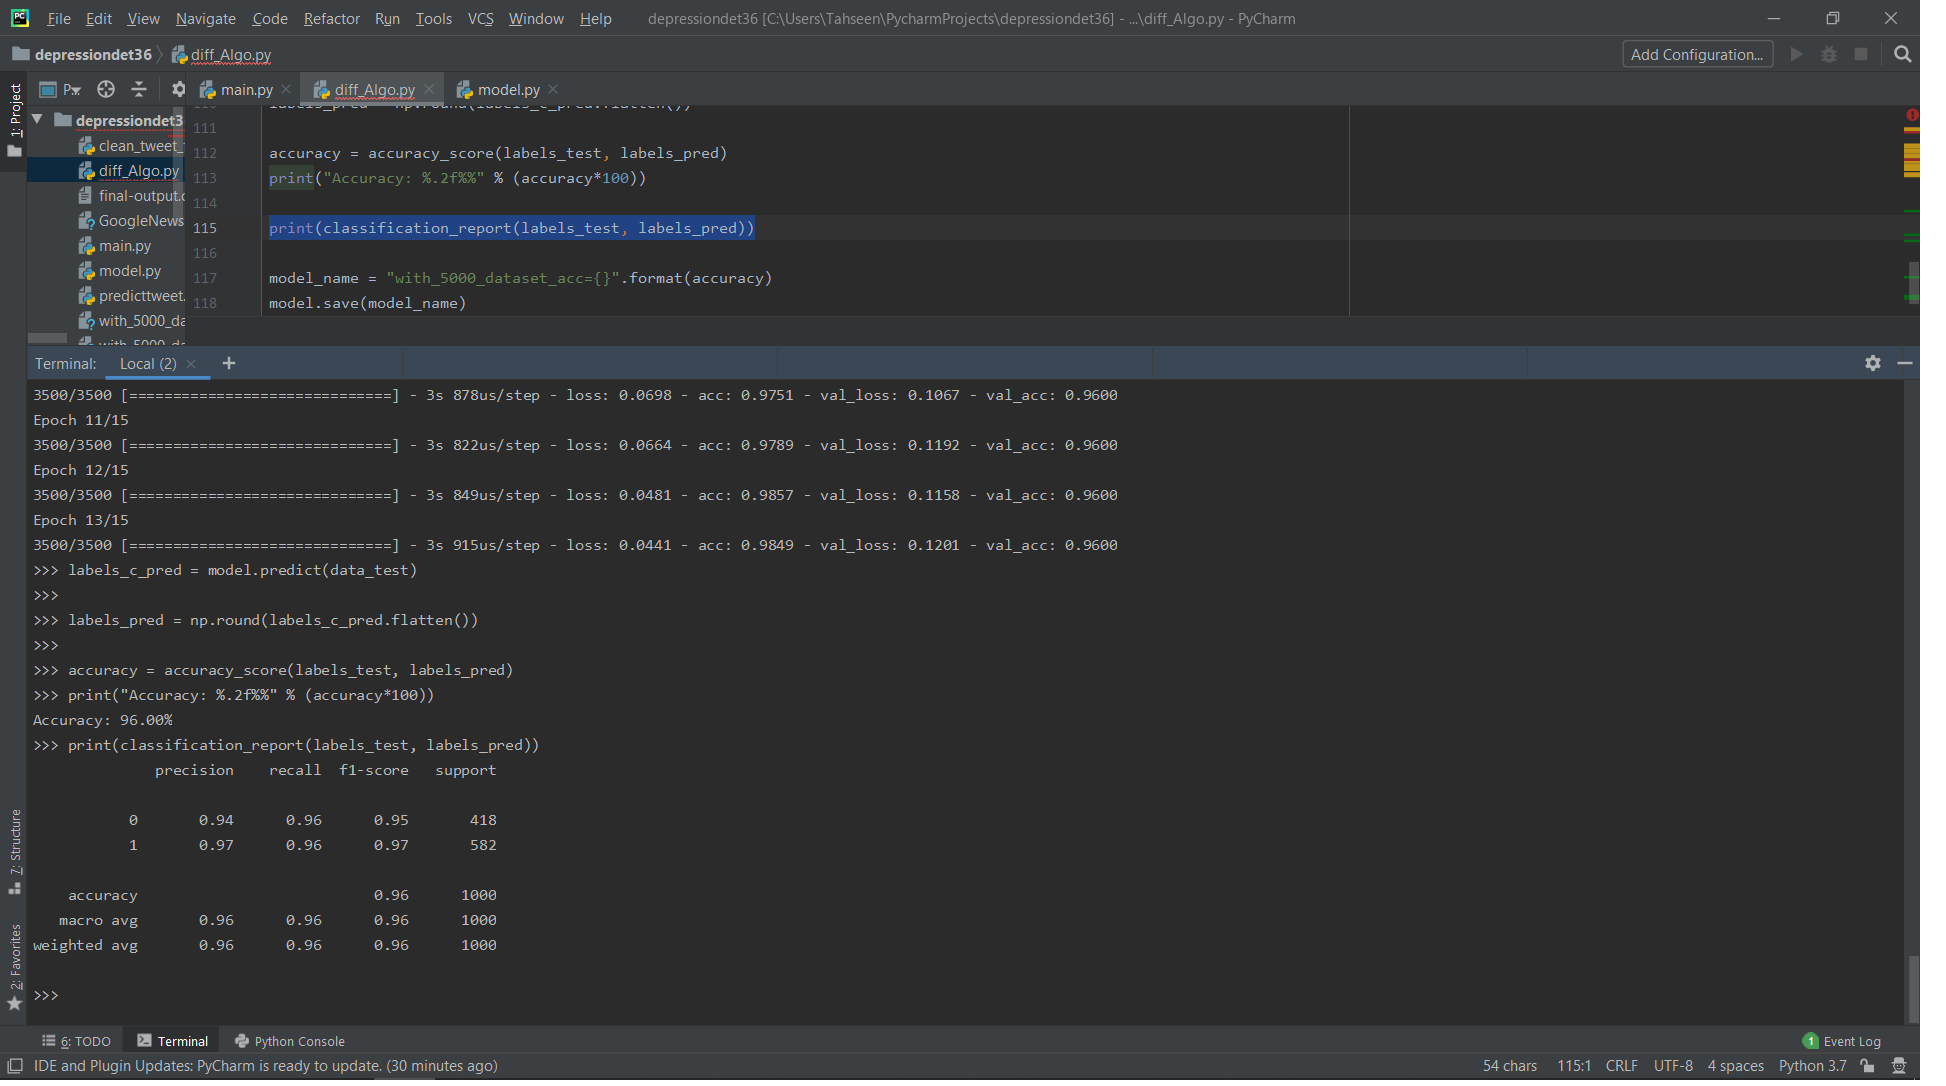 File Edit View Navigate Code Refactor Run Tools VCS Window Help depressiondet36 [C:\Users\Tahseen\PycharmProjects\depressiondet36] - ...\diff_Algo.py - PyCharm
depressiondet36 diff_Algo.py Add Configuration...
1: Project
P..
main.py diff_Algo.py model.py
depressiondet3
clean_tweet_
diff_Algo.py
final-output.
GoogleNews
main.py
model.py
predicttweet.
with_5000_da
with_5000_da
labels_pred = np.round(labels_c_pred.flatten())
111
112 accuracy = accuracy_score(labels_test, labels_pred)
113 print("Accuracy: %.2f%%" % (accuracy*100))
114
115 print(classification_report(labels_test, labels_pred))
116
117 model_name = "with_5000_dataset_acc={}".format(accuracy)
118 model.save(model_name)
Terminal: Local (2) +
3500/3500 [==============================] - 3s 878us/step - loss: 0.0698 - acc: 0.9751 - val_loss: 0.1067 - val_acc: 0.9600
Epoch 11/15
3500/3500 [==============================] - 3s 822us/step - loss: 0.0664 - acc: 0.9789 - val_loss: 0.1192 - val_acc: 0.9600
Epoch 12/15
3500/3500 [==============================] - 3s 849us/step - loss: 0.0481 - acc: 0.9857 - val_loss: 0.1158 - val_acc: 0.9600
Epoch 13/15
3500/3500 [==============================] - 3s 915us/step - loss: 0.0441 - acc: 0.9849 - val_loss: 0.1201 - val_acc: 0.9600
>>> labels_c_pred = model.predict(data_test)
>>>
>>> labels_pred = np.round(labels_c_pred.flatten())
>>>
>>> accuracy = accuracy_score(labels_test, labels_pred)
>>> print("Accuracy: %.2f%%" % (accuracy*100))
Accuracy: 96.00%
>>> print(classification_report(labels_test, labels_pred))
precision recall f1-score support
0 0.94 0.96 0.95 418
1 0.97 0.96 0.97 582
accuracy 0.96 1000
macro avg 0.96 0.96 0.96 1000
weighted avg 0.96 0.96 0.96 1000
>>>
7: Structure
2: Favorites
6: TODO Terminal Python Console 1 Event Log
IDE and Plugin Updates: PyCharm is ready to update. (30 minutes ago) 54 chars 115:1 CRLF UTF-8 4 spaces Python 3.7